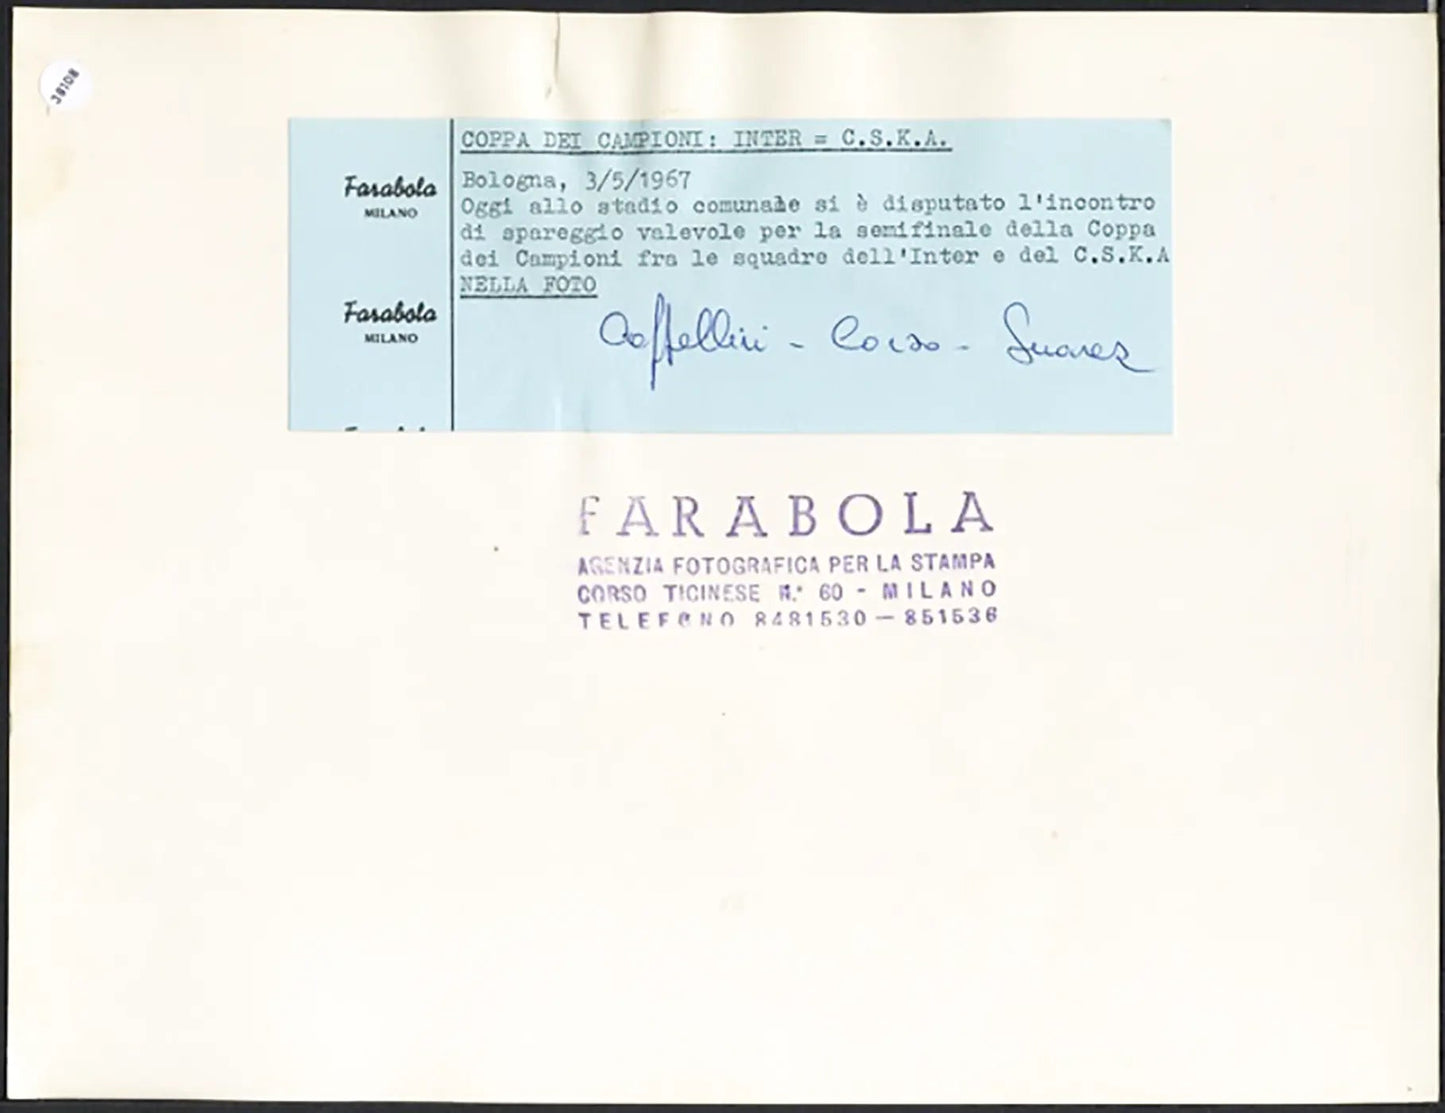 38108
COPPA DEI CAMPIONI: INTER = C.S.K.A.
Bologna, 3/5/1967
Oggi allo stadio comunale si è disputato l'incontro
di spareggio valevole per la semifinale della Coppa
dei Campioni fra le squadre dell'Inter e del C.S.K.A
NELLA FOTO
Cappellini - Corso - Suarez
Farabola
MILANO
Farabola
MILANO
FARABOLA
AGENZIA FOTOGRAFICA PER LA STAMPA
CORSO TICINESE N.° 60 - MILANO
TELEFONO 8481530 — 851536